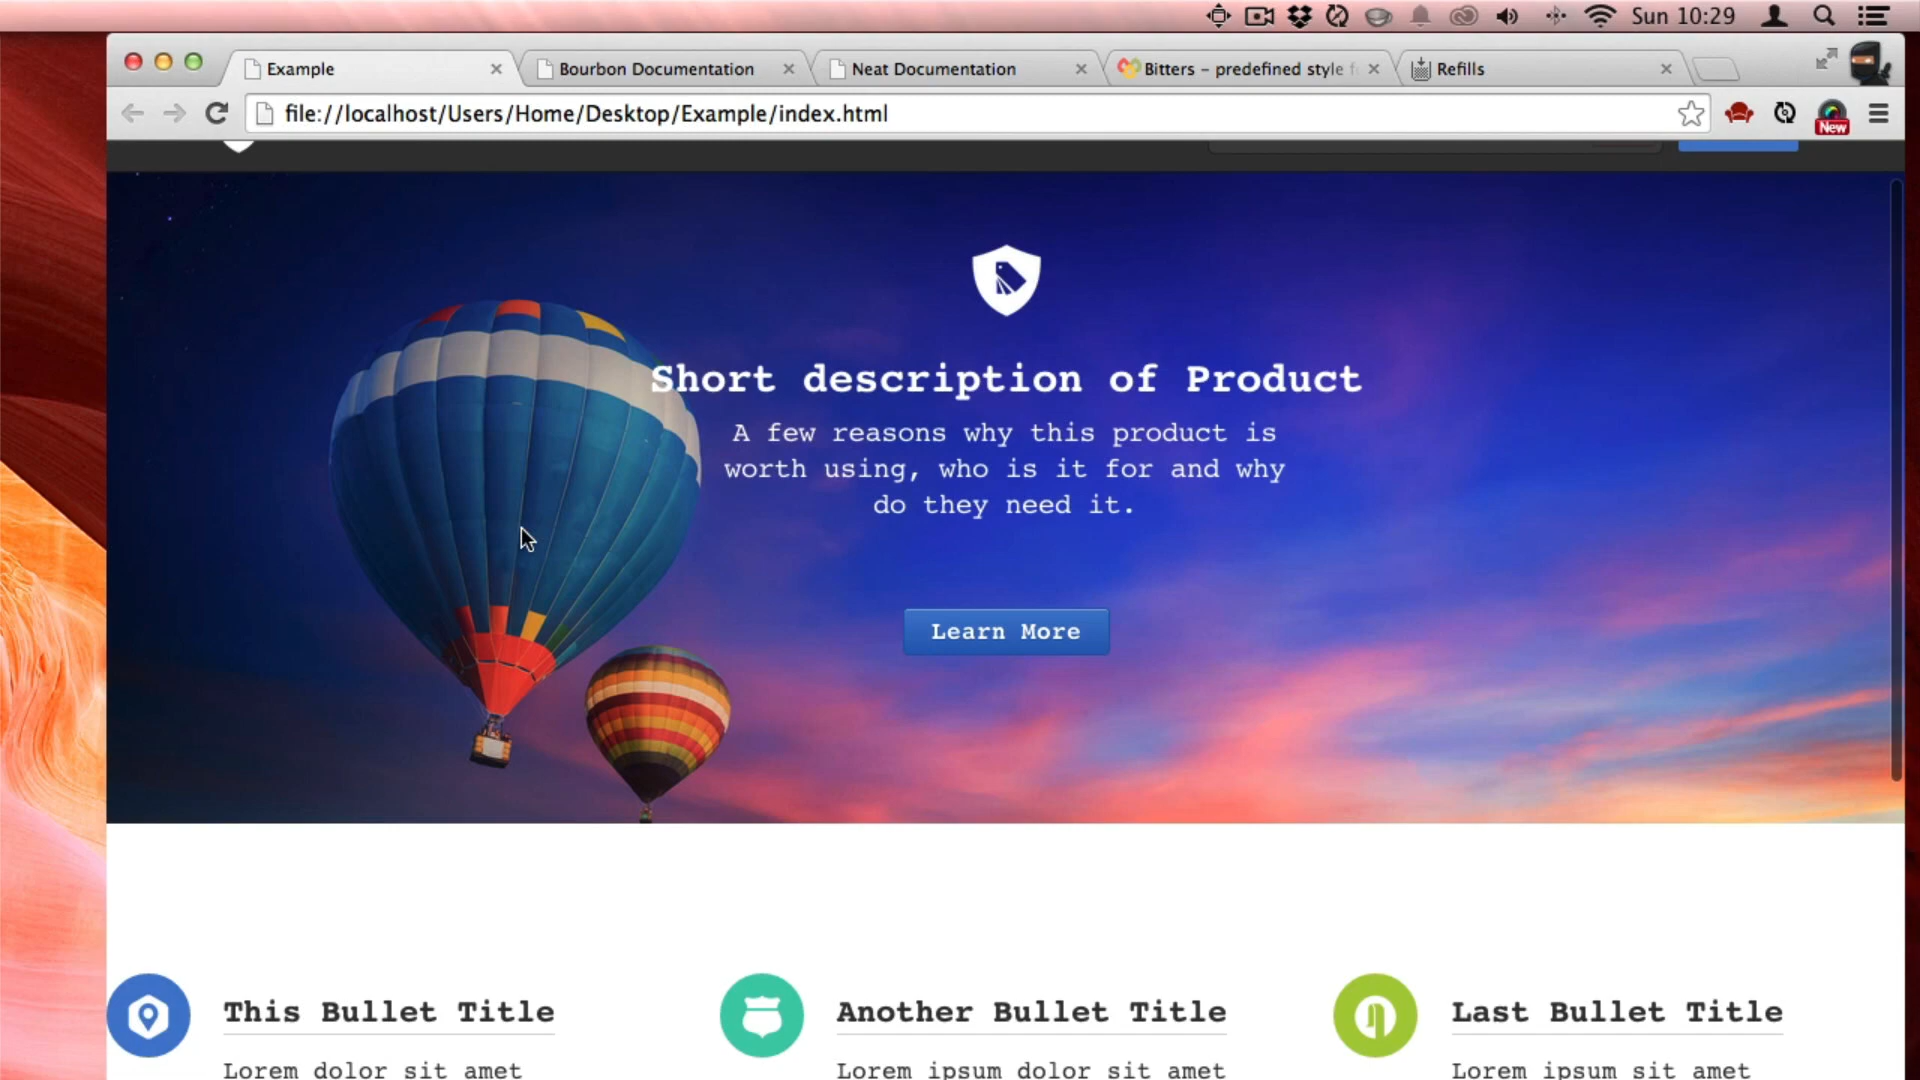 Sun 10:29
Example
Bourbon Documentation
Neat Documentation
Bitters – predefined style f
Refills
file://localhost/Users/Home/Desktop/Example/index.html
New
Short description of Product
A few reasons why this product is
worth using, who is it for and why
do they need it.
Learn More
This Bullet Title
Another Bullet Title
Last Bullet Title
Lorem dolor sit amet
Lorem ipsum dolor sit amet
Lorem ipsum sit amet